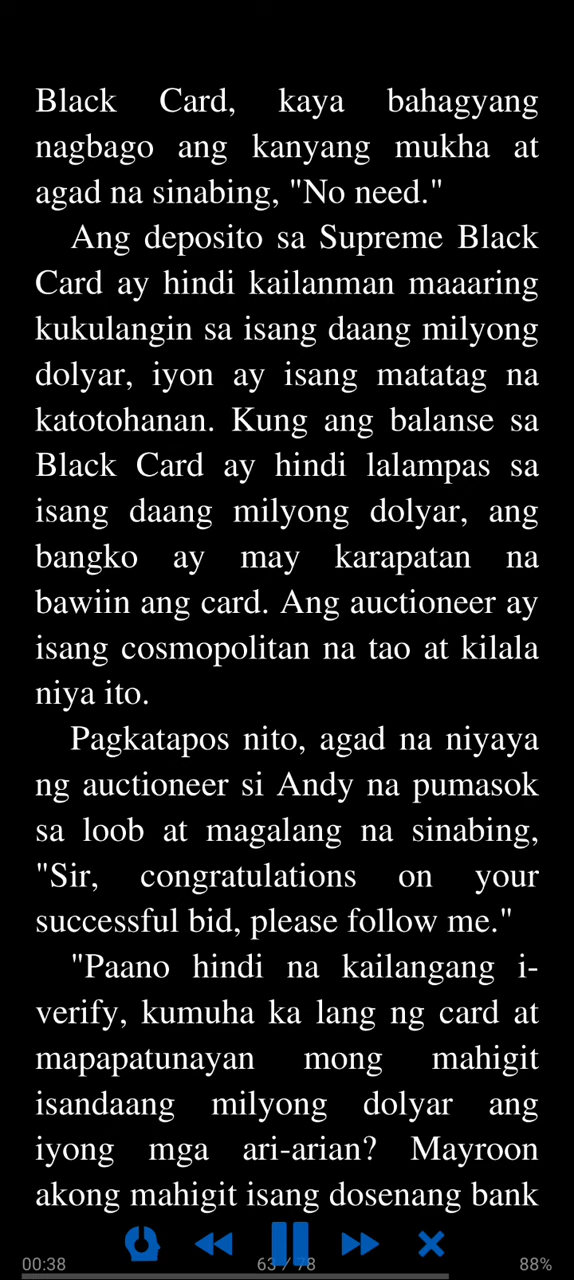 Black Card, kaya bahagyang
nagbago ang kanyang mukha at
agad na sinabing, "No need."
Ang deposito sa Supreme Black
Card ay hindi kailanman maaaring
kukulangin sa isang daang milyong
dolyar, iyon ay isang matatag na
katotohanan. Kung ang balanse sa
Black Card ay hindi lalampas sa
isang daang milyong dolyar, ang
bangko ay may karapatan na
bawiin ang card. Ang auctioneer ay
isang cosmopolitan na tao at kilala
niya ito.
Pagkatapos nito, agad na niyaya
ng auctioneer si Andy na pumasok
sa loob at magalang na sinabing,
"Sir, congratulations on your
successful bid, please follow me."
"Paano hindi na kailangang i-
verify, kumuha ka lang ng card at
mapapatunayan mong mahigit
isandaang milyong dolyar ang
iyong mga ari-arian? Mayroon
akong mahigit isang dosenang bank
00:38 63 / 78 88%